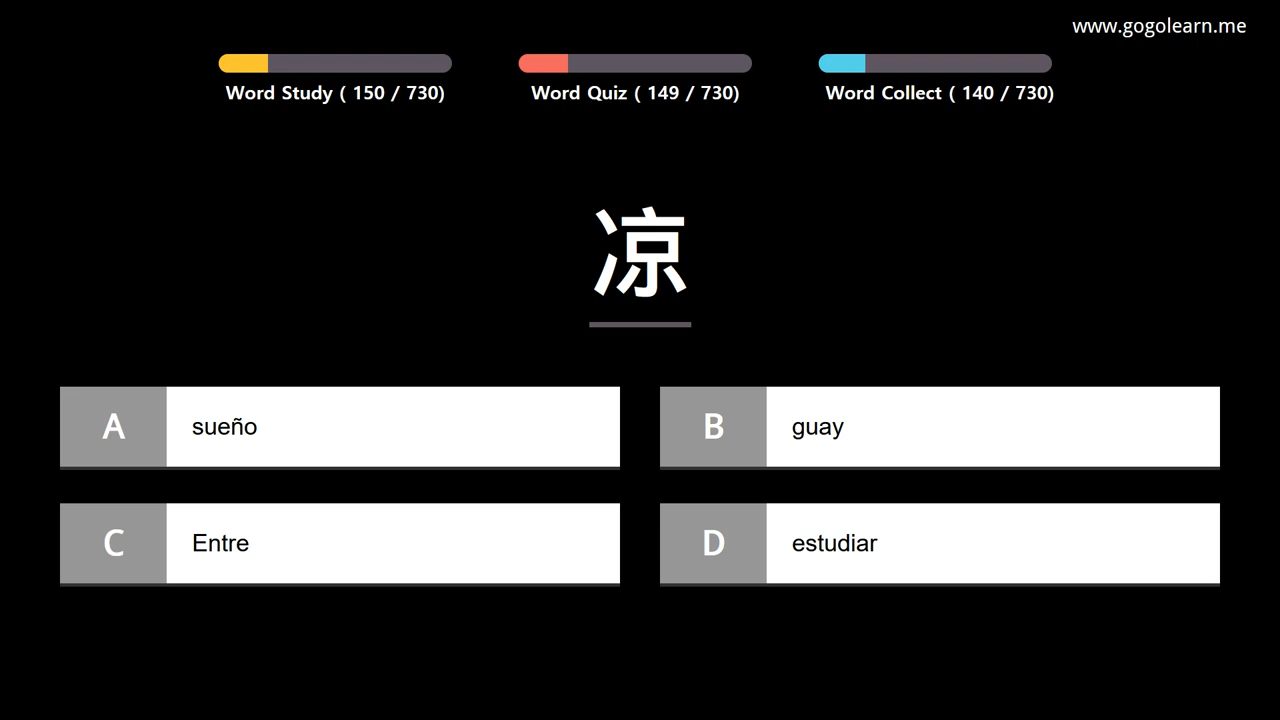 www.gogolearn.me
Word Study ( 150 / 730)
Word Quiz ( 149 / 730)
Word Collect ( 140 / 730)
凉
A sueño
B guay
C Entre
D estudiar